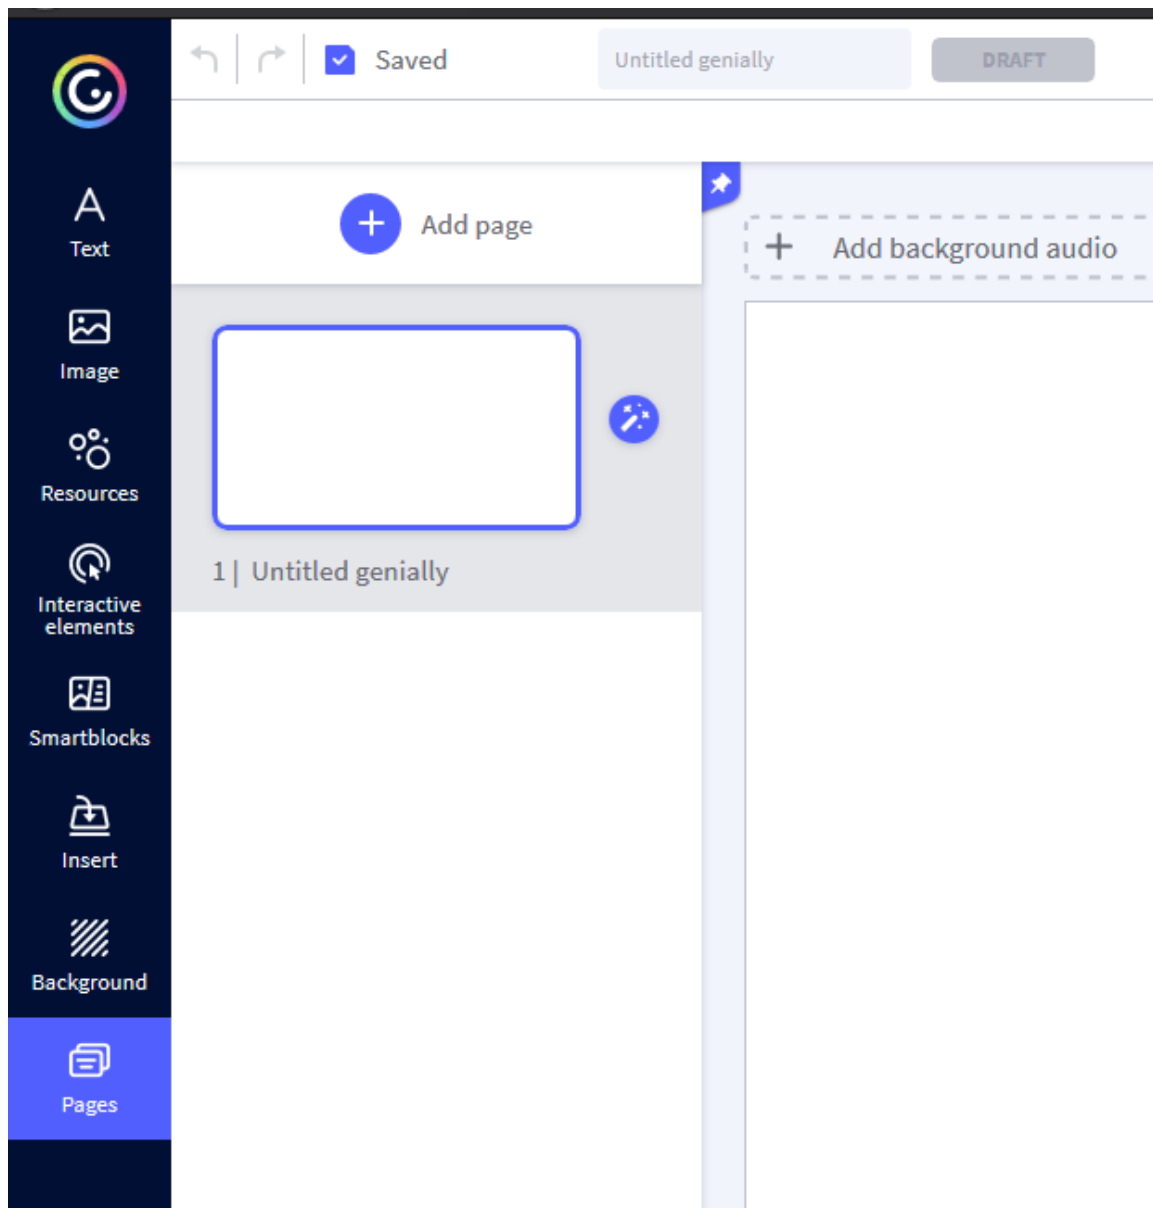 Saved
Untitled genially
DRAFT
Add page
Add background audio
1 | Untitled genially
Text
Image
Resources
Interactive
elements
Smartblocks
Insert
Background
Pages